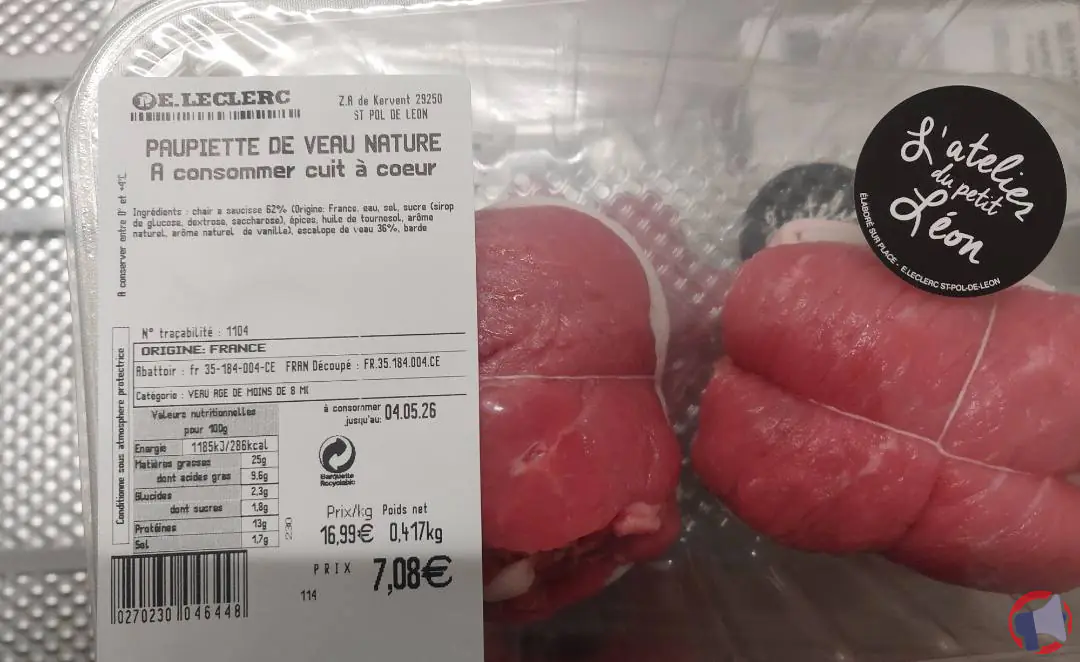 E.LECLERC
Z.A de Kervent 29250
ST POL DE LEON
PAUPIETTE DE VEAU NATURE
A consommer cuit à coeur
A conserver entre 0° et +4°C
Ingrédients : chair a saucisse 62% (Origine: France, eau, sel, sucre (sirop
de glucose, dextrose, saccharose), épices, huile de tournesol, arôme
naturel, arôme naturel de vanille), escalope de veau 36%, barde
N° traçabilité : 1104
ORIGINE: FRANCE
Abattoir : fr 35-184-004-CE FRAN Découpé : FR.35.184.004.CE
Catégorie : VEAU AGE DE MOINS DE 8 MC
Conditionne sous atmosphere protectrice
Valeurs nutritionnelles
pour 100g
Energie 1185kJ/286kcal
Matières grasses 25g
dont acides gras 9,6g
Glucides 2,3g
dont sucres 1,8g
Protéines 13g
Sel 1,7g
230
à consommer
jusqu'au: 04.05.26
Barquette
Recyclable
Prix/kg Poids net
16,99€ 0,417kg
PRIX 7,08€
114
0270230 046448
L'atelier
du petit
Léon
ÉLABORÉ SUR PLACE - E.LECLERC ST-POL-DE-LEON